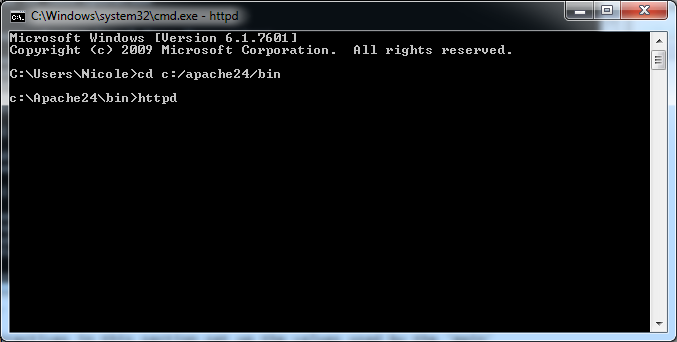 C:\Windows\system32\cmd.exe - httpd
Microsoft Windows [Version 6.1.7601]
Copyright (c) 2009 Microsoft Corporation.  All rights reserved.
C:\Users\Nicole>cd c:/apache24/bin
c:\Apache24\bin>httpd